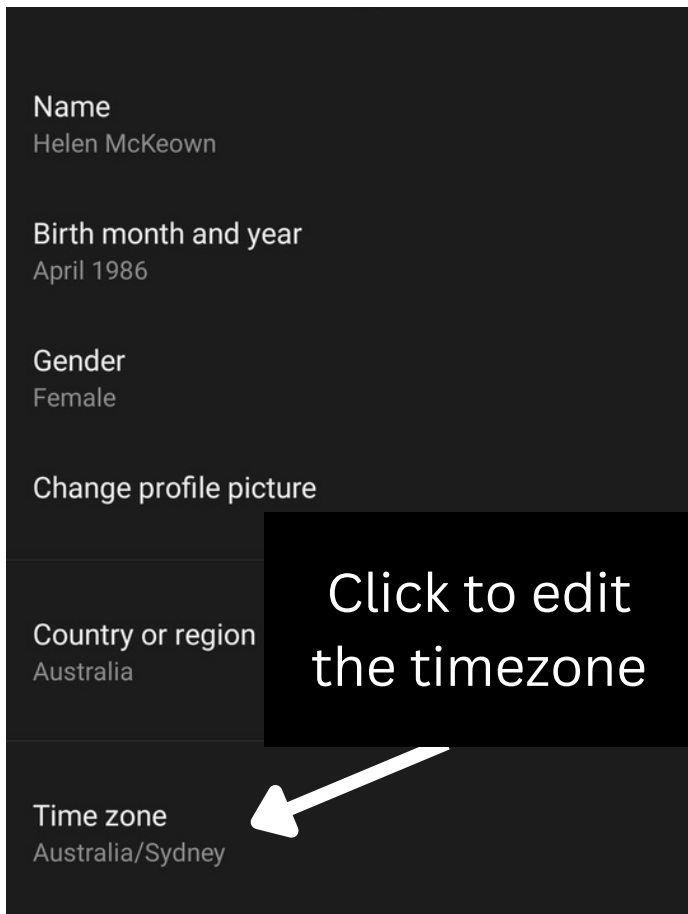 Name
Helen McKeown
Birth month and year
April 1986
Gender
Female
Change profile picture
Click to edit
the timezone
Country or region
Australia
Time zone
Australia/Sydney